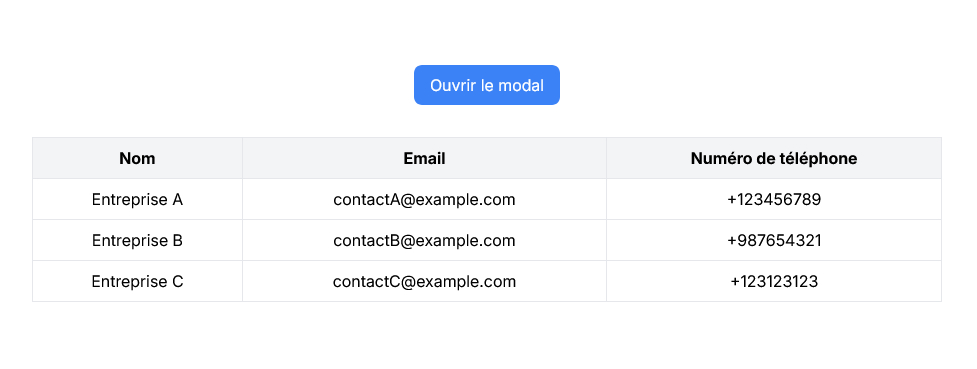 Ouvrir le modal
Nom Email Numéro de téléphone
Entreprise A contactA@example.com +123456789
Entreprise B contactB@example.com +987654321
Entreprise C contactC@example.com +123123123